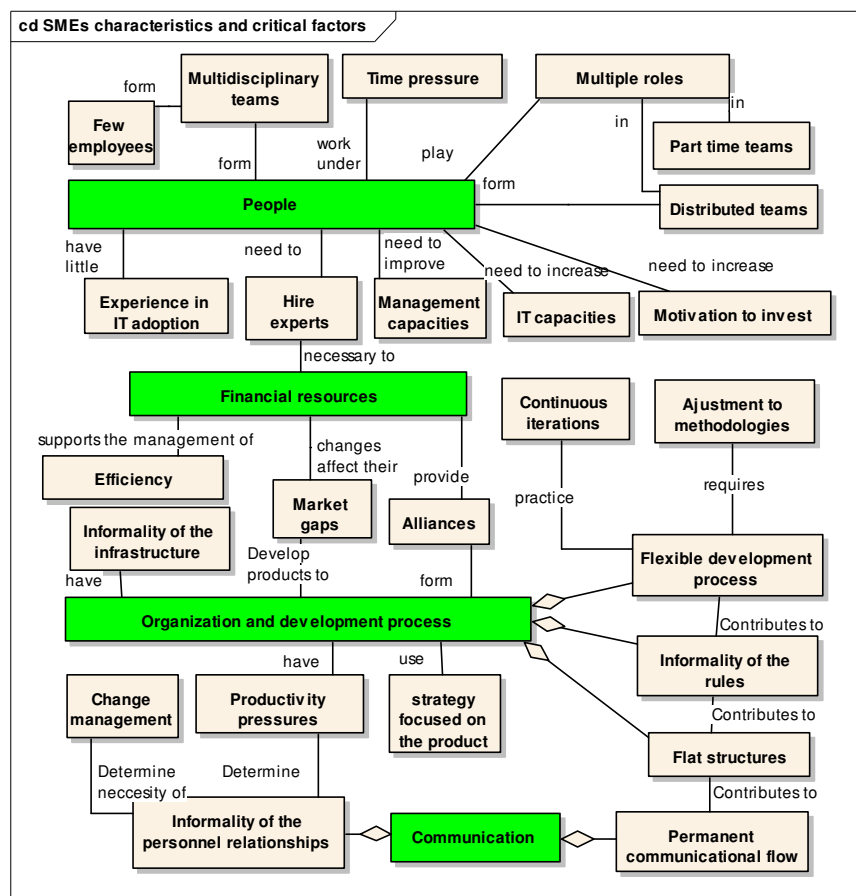 cd SMEs characteristics and critical factors
Multidisciplinary
teams
Time pressure
Multiple roles
form
Few
employees
in
in
Part time teams
form
work
under
play
form
Distributed teams
People
have
little
need to
need to
improve
need to increase
need to increase
Experience in
IT adoption
Hire
experts
Management
capacities
IT capacities
Motivation to invest
necessary to
Financial resources
Continuous
iterations
Ajustment to
methodologies
supports the management of
changes
affect their
provide
practice
requires
Efficiency
Market
gaps
Alliances
Informality of the
infrastructure
have
Develop
products to
form
Flexible development
process
Organization and development process
Contributes to
have
use
Informality of the
rules
Change
management
Productivity
pressures
strategy
focused on
the product
Contributes to
Flat structures
Determine
neccesity of
Determine
Contributes to
Informality of the
personnel relationships
Communication
Permanent
communicational flow